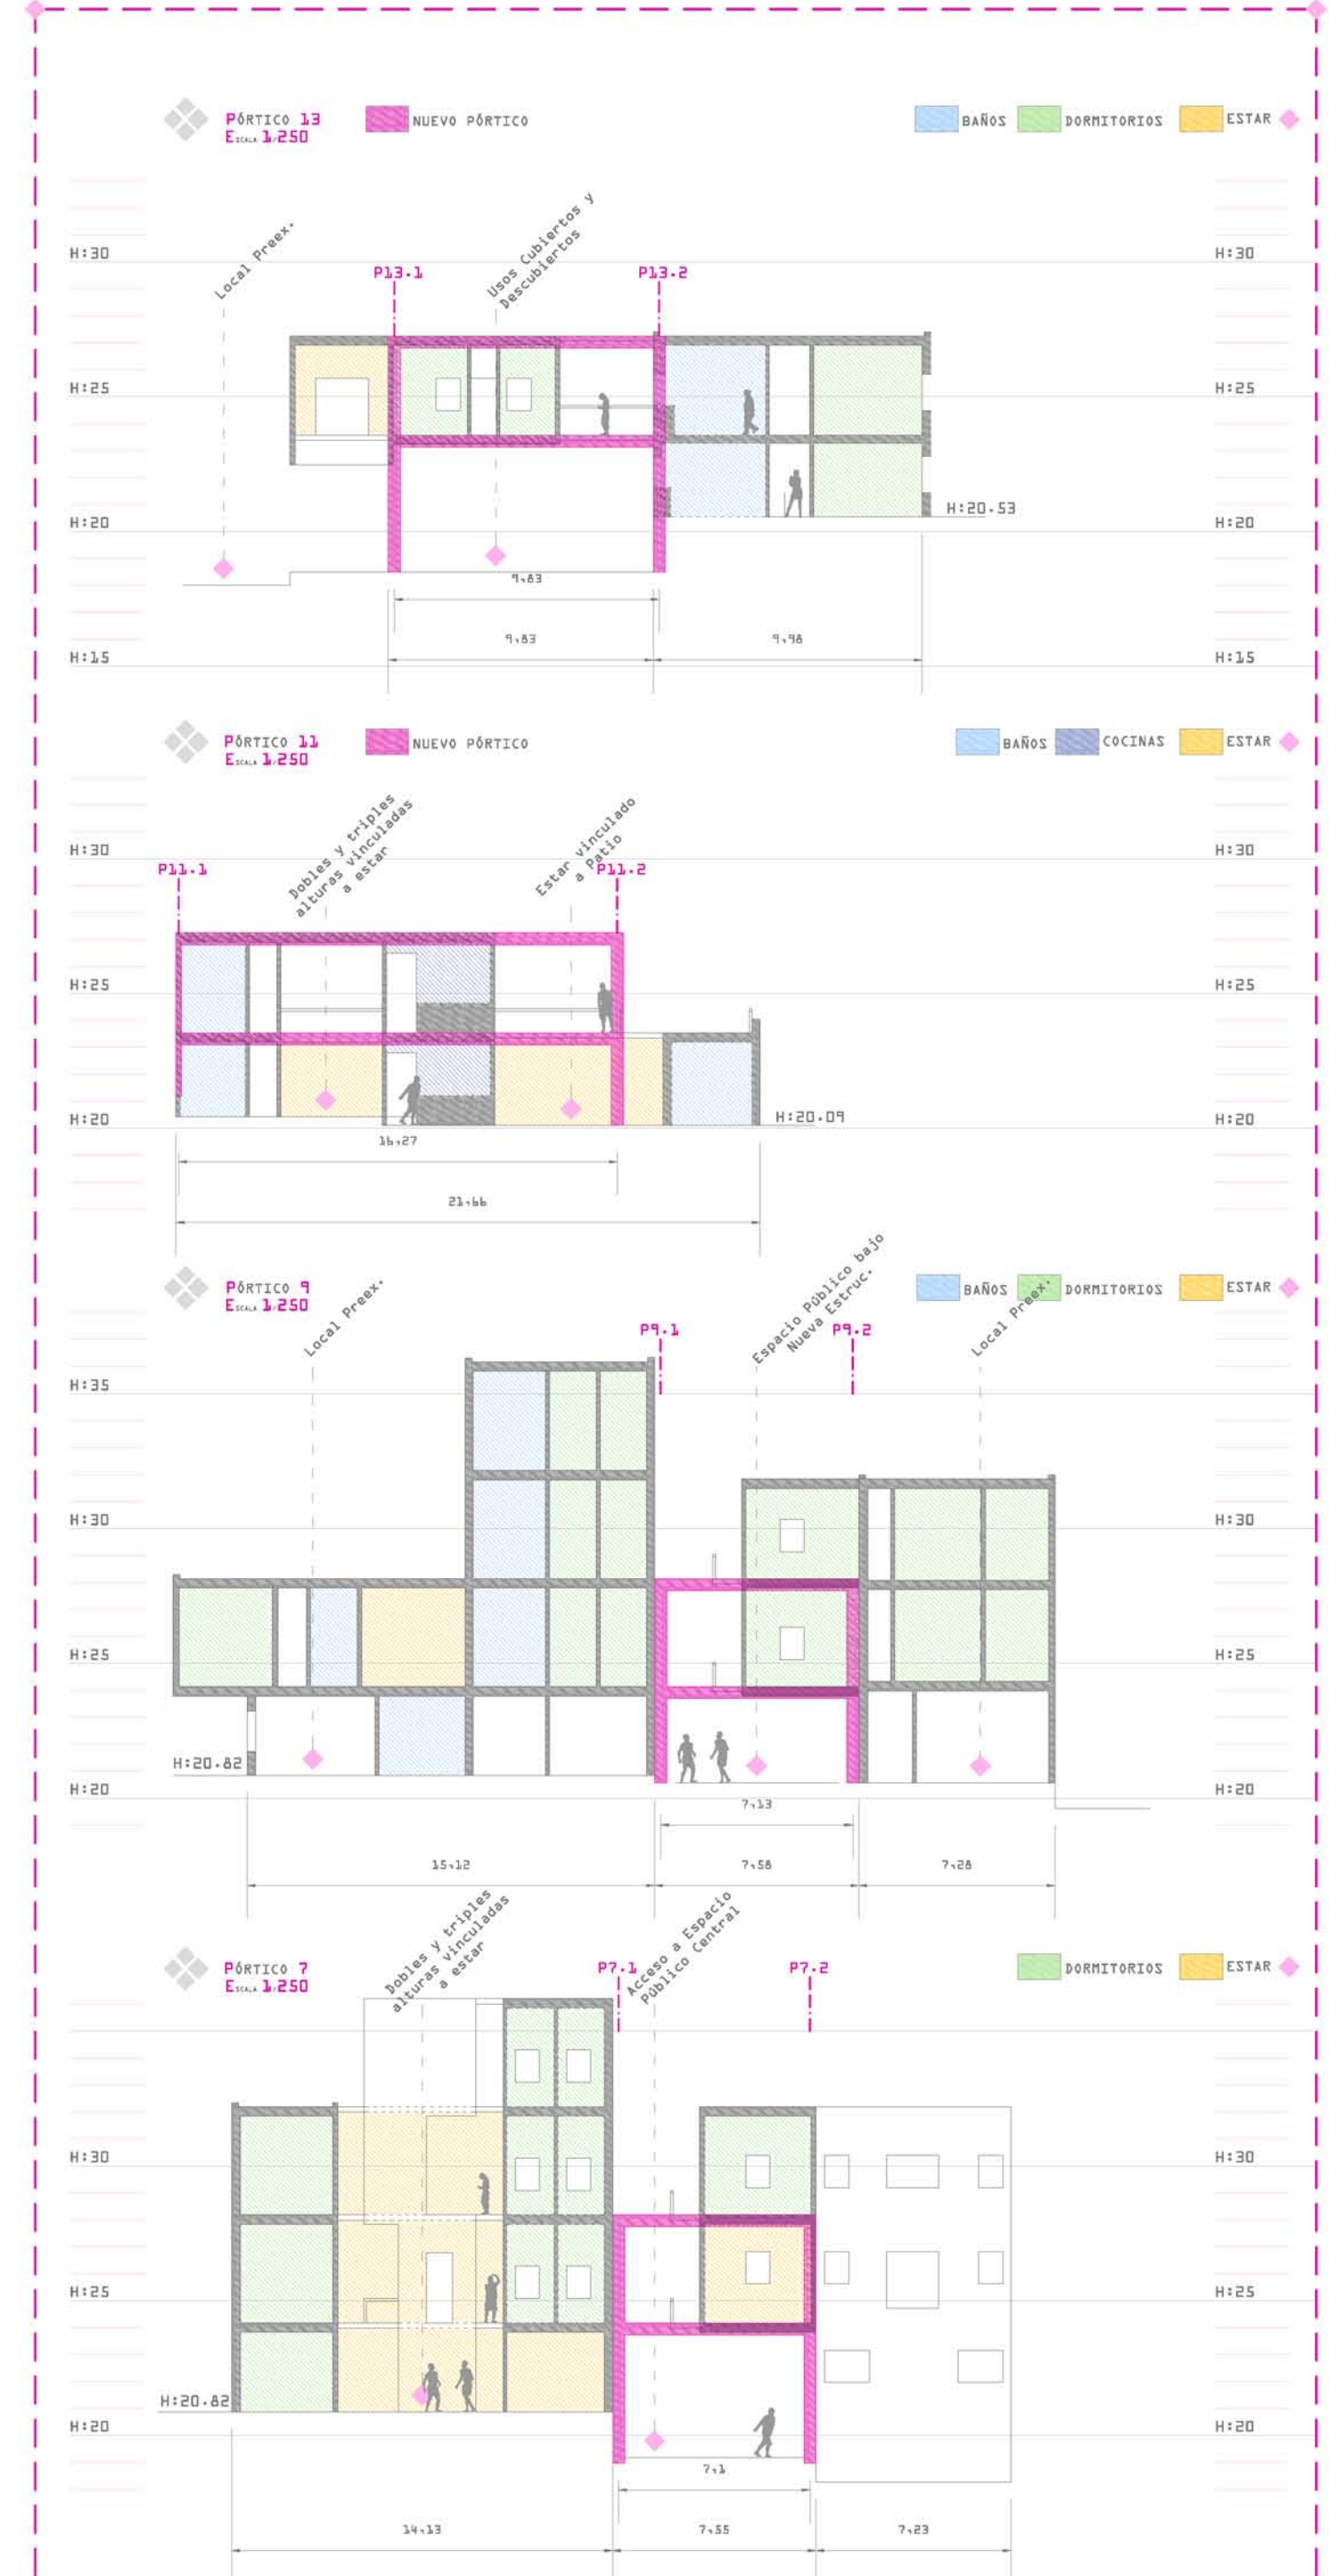 PÓRTICO 13
ESCALA 1/250
NUEVO PÓRTICO
BAÑOS
DORMITORIOS
ESTAR
Local Preex.
Usos Cubiertos y
Descubiertos
H:30
H:30
P13.1
P13.2
H:25
H:25
H:20.53
H:20
H:20
9,83
9,83
9,98
H:15
H:15
PÓRTICO 11
ESCALA 1/250
NUEVO PÓRTICO
BAÑOS
COCINAS
ESTAR
Dobles y triples
alturas vinculadas
a estar
Estar vinculado
a Patio
H:30
H:30
P11.1
P11.2
H:25
H:25
H:20
H:20.09
H:20
16,27
21,66
PÓRTICO 9
ESCALA 1/250
Local Preex.
Espacio Público bajo
Nueva Estruc.
Local Preex.
BAÑOS
DORMITORIOS
ESTAR
P9.1
P9.2
H:35
H:35
H:30
H:30
H:25
H:25
H:20.82
H:20
H:20
7,13
15,12
7,58
7,28
PÓRTICO 7
ESCALA 1/250
Dobles y triples
alturas vinculadas
a estar
Acceso a Espacio
Público Central
P7.1
P7.2
DORMITORIOS
ESTAR
H:30
H:30
H:25
H:25
H:20.82
H:20
H:20
7,1
14,13
7,55
7,23